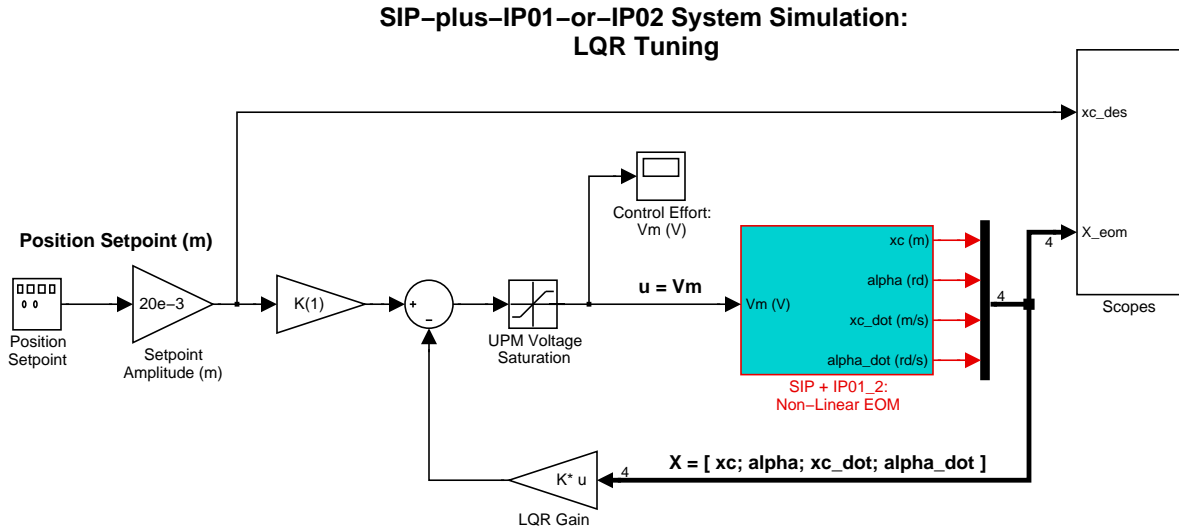 SIP−plus−IP01−or−IP02 System Simulation:
LQR Tuning
xc_des
Control Effort:
Vm (V)
Position Setpoint (m)
xc (m)
4
X_eom
20e−3
K(1)
+
−
u = Vm
Vm (V)
alpha (rd)
4
xc_dot (m/s)
alpha_dot (rd/s)
Scopes
Position
Setpoint
Setpoint
Amplitude (m)
UPM Voltage
Saturation
SIP + IP01_2:
Non−Linear EOM
X = [ xc; alpha; xc_dot; alpha_dot ]
K* u
4
LQR Gain